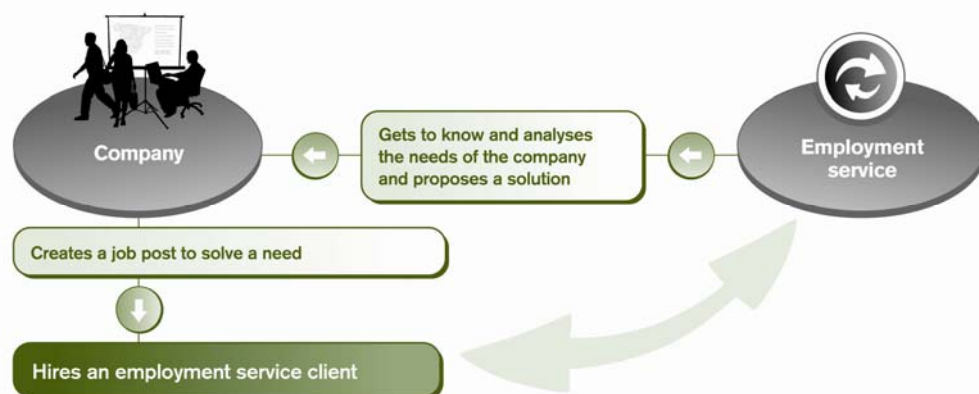 Company
Gets to know and analyses
the needs of the company
and proposes a solution
Employment
service
Creates a job post to solve a need
Hires an employment service client